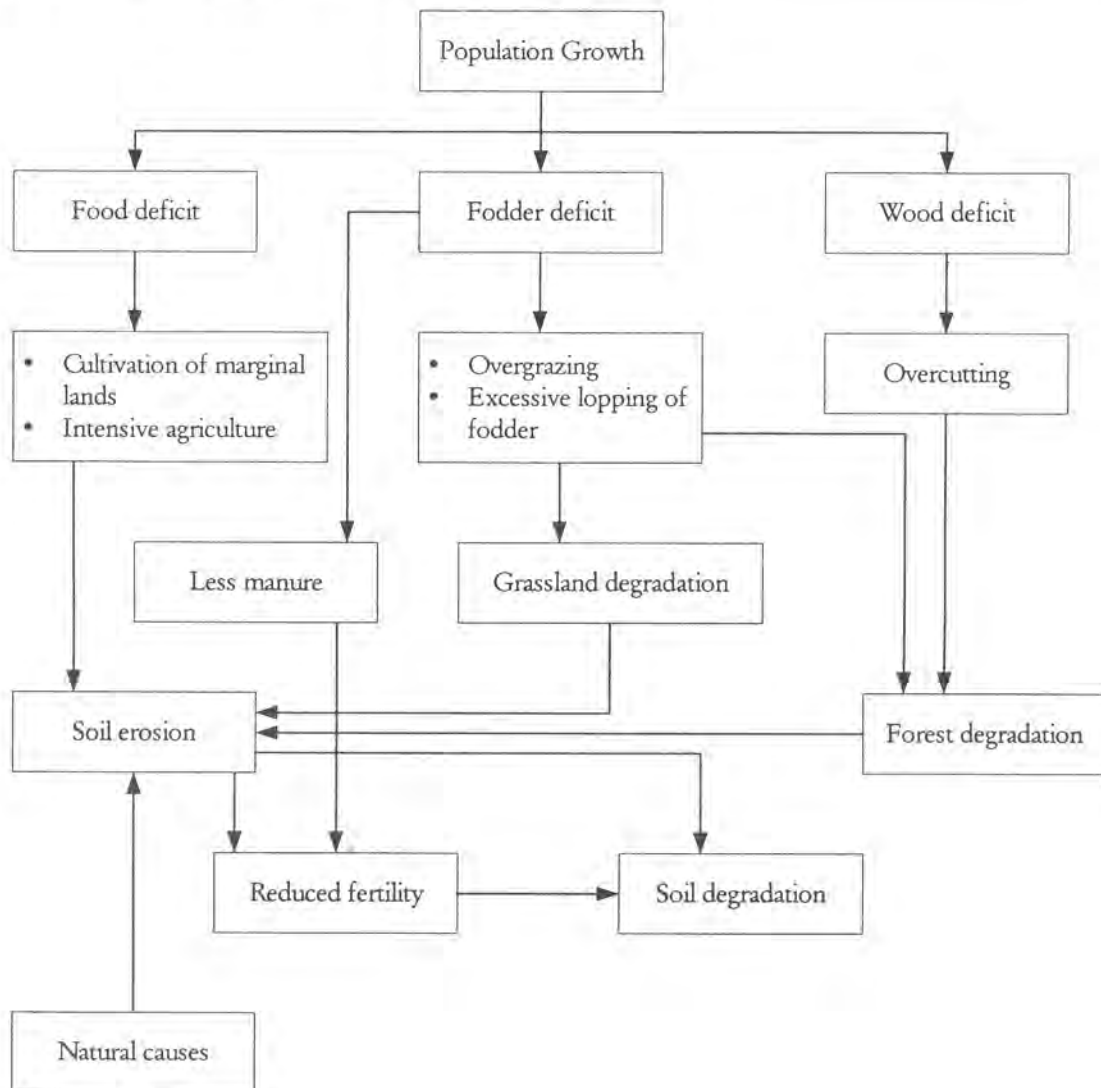 Population Growth
Food deficit
Fodder deficit
Wood deficit
• Cultivation of marginal
lands
• Intensive agriculture
• Overgrazing
• Excessive lopping of
fodder
Overcutting
Less manure
Grassland degradation
Soil erosion
Forest degradation
Reduced fertility
Soil degradation
Natural causes